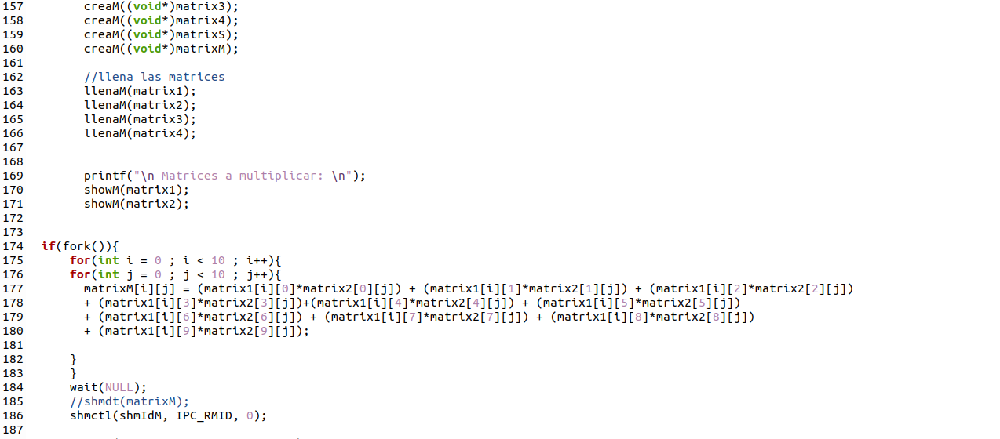 157 creaM((void*)matrix3);
158 creaM((void*)matrix4);
159 creaM((void*)matrixS);
160 creaM((void*)matrixM);
161
162 //llena las matrices
163 llenaM(matrix1);
164 llenaM(matrix2);
165 llenaM(matrix3);
166 llenaM(matrix4);
167
168
169 printf("\n Matrices a multiplicar: \n");
170 showM(matrix1);
171 showM(matrix2);
172
173
174 if(fork()){
175 for(int i = 0 ; i < 10 ; i++){
176 for(int j = 0 ; j < 10 ; j++){
177 matrixM[i][j] = (matrix1[i][0]*matrix2[0][j]) + (matrix1[i][1]*matrix2[1][j]) + (matrix1[i][2]*matrix2[2][j])
178 + (matrix1[i][3]*matrix2[3][j])+(matrix1[i][4]*matrix2[4][j]) + (matrix1[i][5]*matrix2[5][j])
179 + (matrix1[i][6]*matrix2[6][j]) + (matrix1[i][7]*matrix2[7][j]) + (matrix1[i][8]*matrix2[8][j])
180 + (matrix1[i][9]*matrix2[9][j]);
181
182 }
183 }
184 wait(NULL);
185 //shmdt(matrixM);
186 shmctl(shmIdM, IPC_RMID, 0);
187